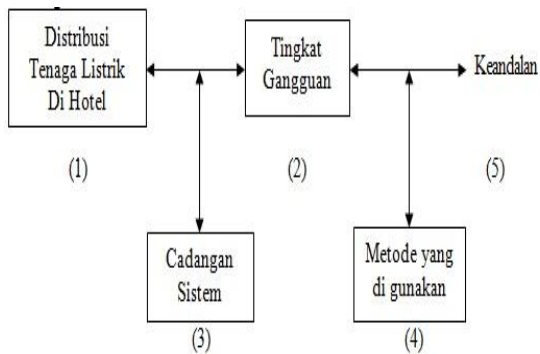 Distribusi
Tenaga Listrik
Di Hotel
Tingkat
Gangguan
Keandalan
(1)
(2)
(5)
Cadangan
Sistem
Metode yang
di gunakan
(3)
(4)